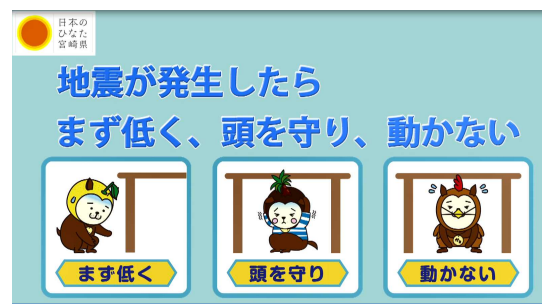 日本の
ひなた
宮崎県
地震が発生したら
まず低く、頭を守り、動かない
まず低く
頭を守り
動かない